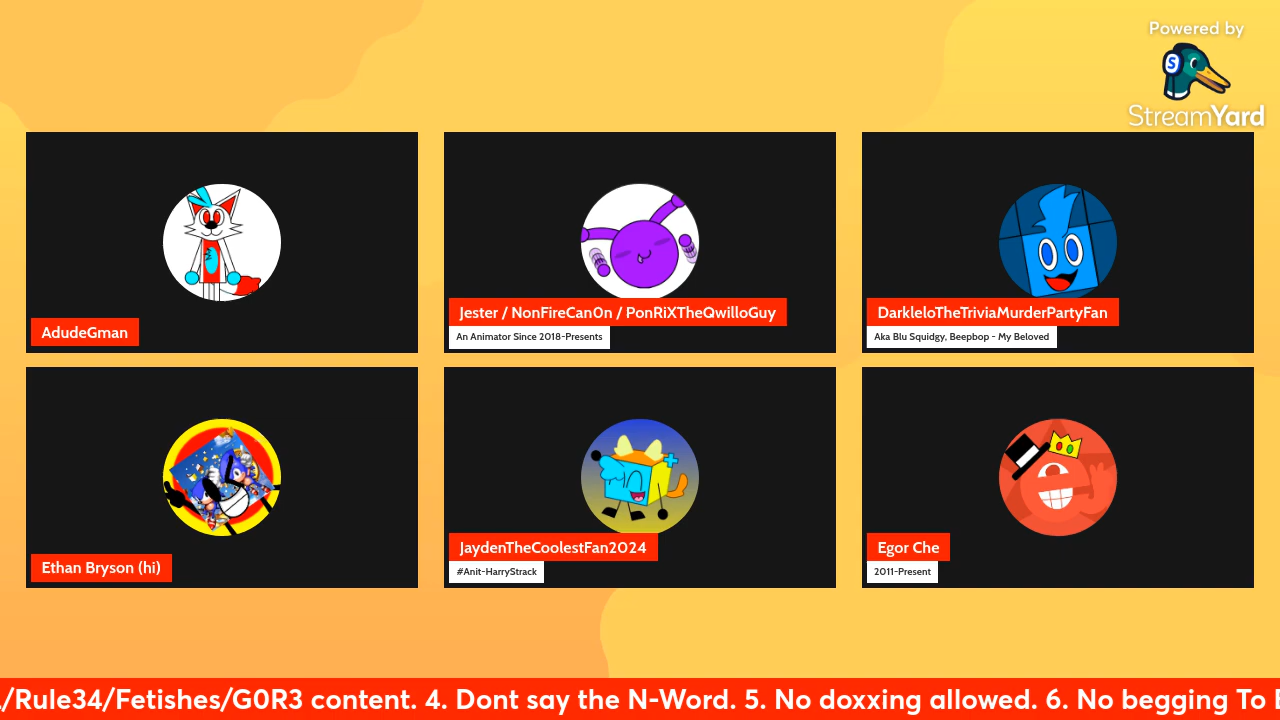 Powered by
StreamYard
AdudeGman
Jester / NonFireCan0n / PonRiXTheQwilloGuy
An Animator Since 2018-Presents
DarkleloTheTriviaMurderPartyFan
Aka Blu Squidgy, Beepbop - My Beloved
Ethan Bryson (hi)
JaydenTheCoolestFan2024
#Anit-HarryStrack
Egor Che
2011-Present
/Rule34/Fetishes/G0R3 content. 4. Dont say the N-Word. 5. No doxxing allowed. 6. No begging To